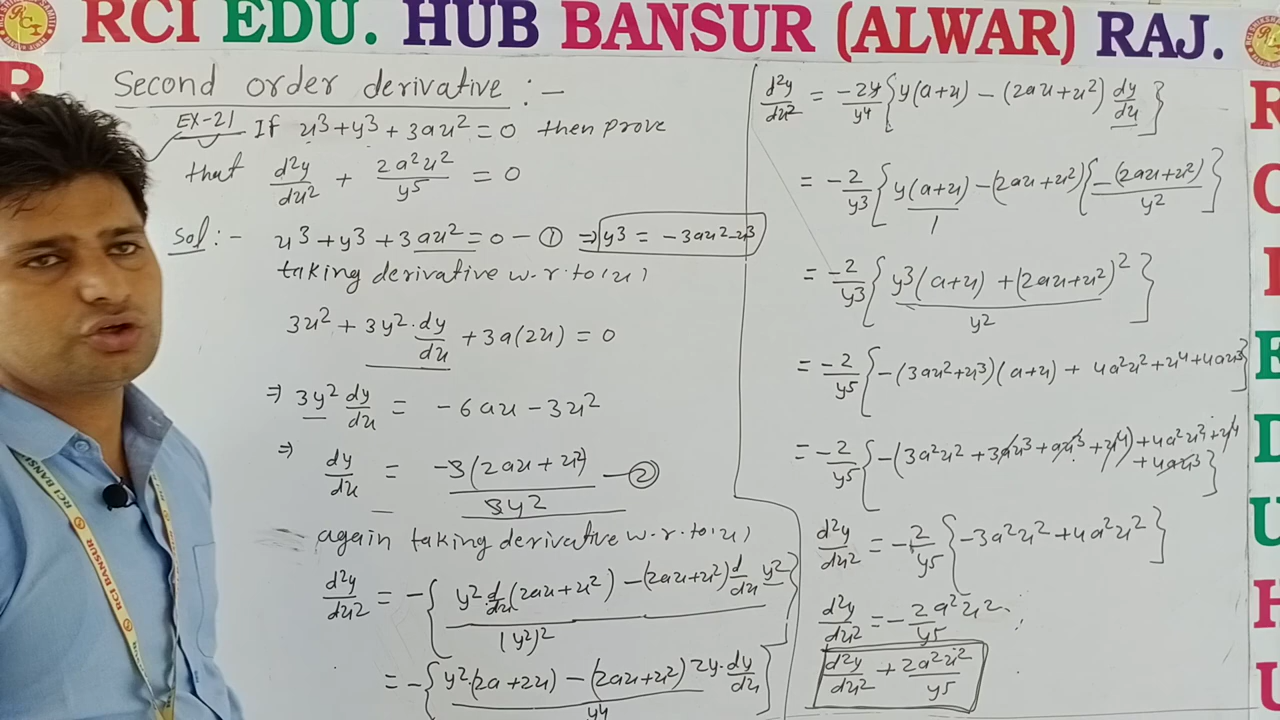 RCI EDU. HUB BANSUR (ALWAR) RAJ.
Second order derivative :-
EX-21 If x³+y³+3ax²=0 then prove
that d²y/dx² + 2a²x²/y⁵ = 0
Sol:- x³+y³+3ax²=0 - ① ⇒ y³ = -3ax²-x³
taking derivative w.r.to 'x'
3x² + 3y²·dy/dx + 3a(2x) = 0
⇒ 3y² dy/dx = -6ax - 3x²
⇒ dy/dx = -3(2ax+x²)/3y² - ②
again taking derivative w.r.to 'x'
d²y/dx² = -{y² d/dx(2ax+x²) - (2ax+x²) d/dx y²/(y²)²}
= -{y²(2a+2x) - (2ax+x²) 2y·dy/dx/y⁴}
d²y/dx² = -2y/y⁴ {y(a+x) - (2ax+x²) dy/dx}
= -2/y³ {y(a+x)/1 - (2ax+x²) {-(2ax+x²)/y²}
= -2/y³ {y³(a+x) + (2ax+x²)²/y²}
= -2/y⁵ {-(3ax²+x³)(a+x) + 4a²x²+x⁴+4ax³}
= -2/y⁵ {-(3a²x² + 3ax³ + ax³ + x⁴) + 4a²x² + x⁴ + 4ax³}
d²y/dx² = -2/y⁵ {-3a²x² + 4a²x²}
d²y/dx² = -2a²x²/y⁵
d²y/dx² + 2a²x²/y⁵
R
R
C
I
E
D
U
H
U
RCI BANSUR
RCI BANSUR